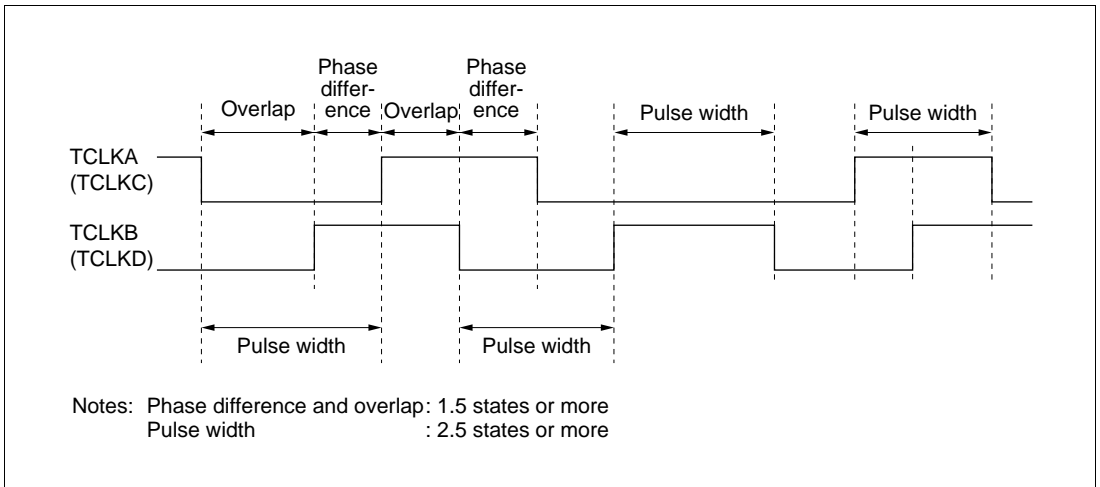 Phase
differ-
ence
Phase
differ-
ence
Overlap
Overlap
Pulse width
Pulse width
TCLKA
(TCLKC)
TCLKB
(TCLKD)
Pulse width
Pulse width
Notes: Phase difference and overlap: 1.5 states or more
Pulse width : 2.5 states or more